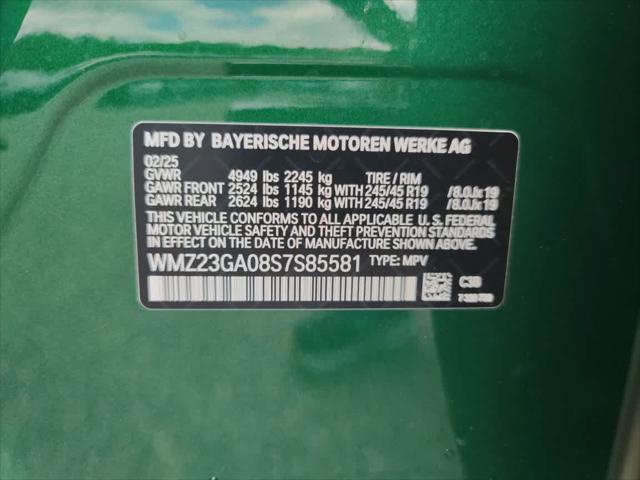 MFD BY BAYERISCHE MOTOREN WERKE AG
02/25
GVWR 4949 lbs 2245 kg TIRE / RIM
GAWR FRONT 2524 lbs 1145 kg WITH 245/45 R19 / 8.0Jx19
GAWR REAR 2624 lbs 1190 kg WITH 245/45 R19 / 8.0Jx19
THIS VEHICLE CONFORMS TO ALL APPLICABLE U. S. FEDERAL
MOTOR VEHICLE SAFETY AND THEFT PREVENTION STANDARDS
IN EFFECT ON THE DATE OF MANUFACTURE SHOWN ABOVE.
WMZ23GA08S7S85581 TYPE: MPV